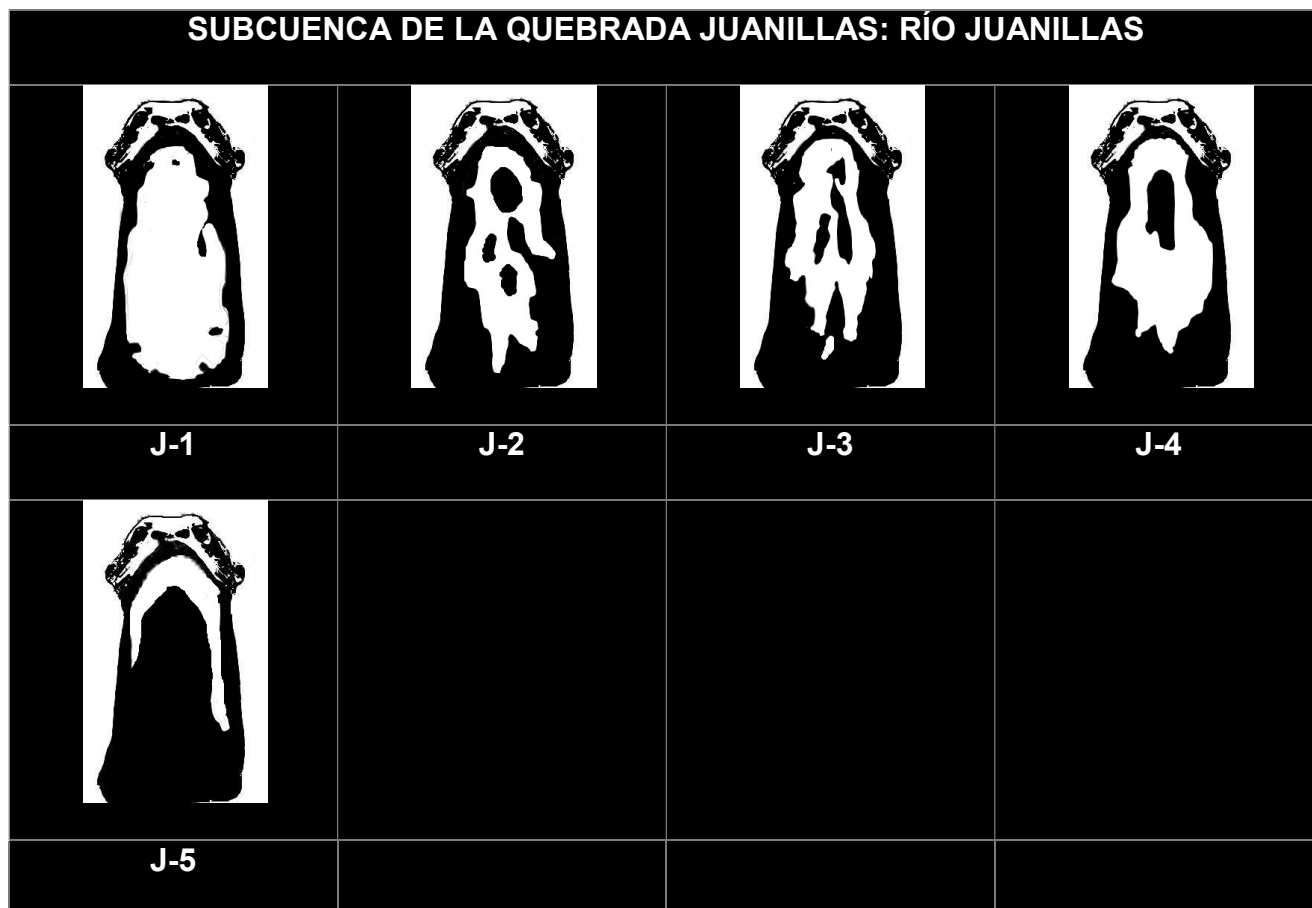 SUBCUENCA DE LA QUEBRADA JUANILLAS: RÍO JUANILLAS
J-1
J-2
J-3
J-4
J-5